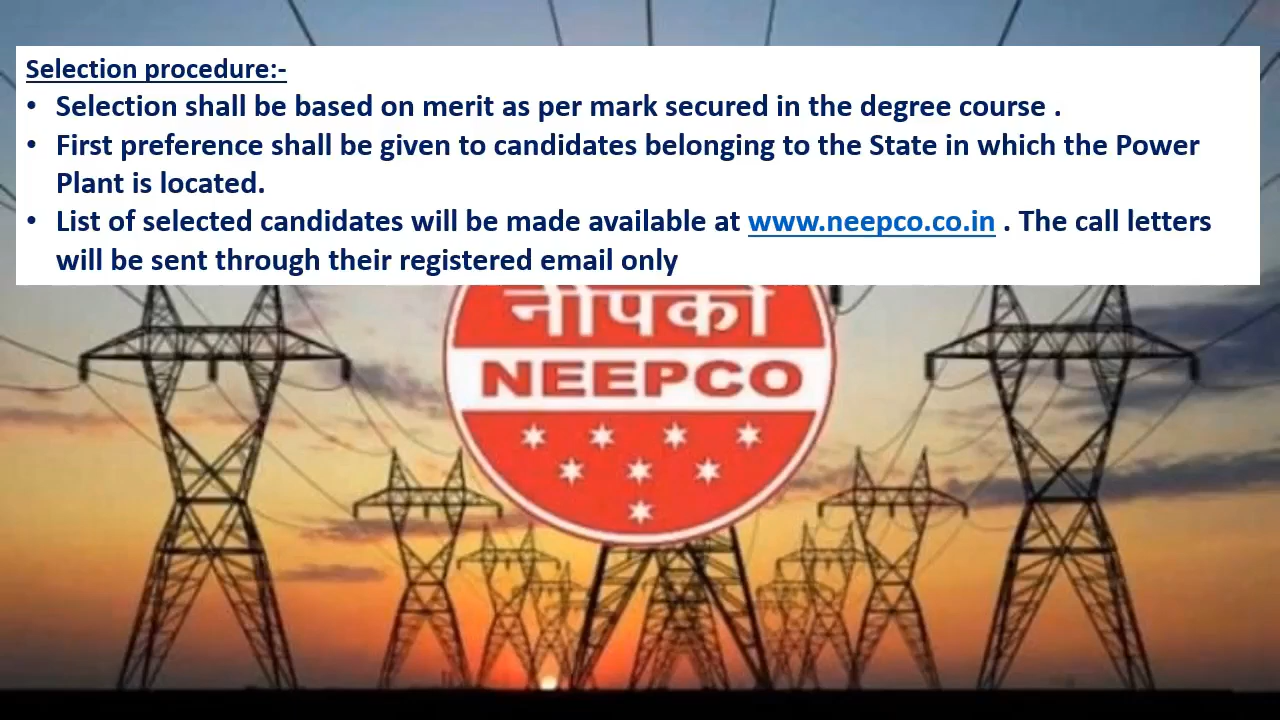 Selection procedure:-
• Selection shall be based on merit as per mark secured in the degree course .
• First preference shall be given to candidates belonging to the State in which the Power
Plant is located.
• List of selected candidates will be made available at www.neepco.co.in . The call letters
will be sent through their registered email only
नीपको
NEEPCO